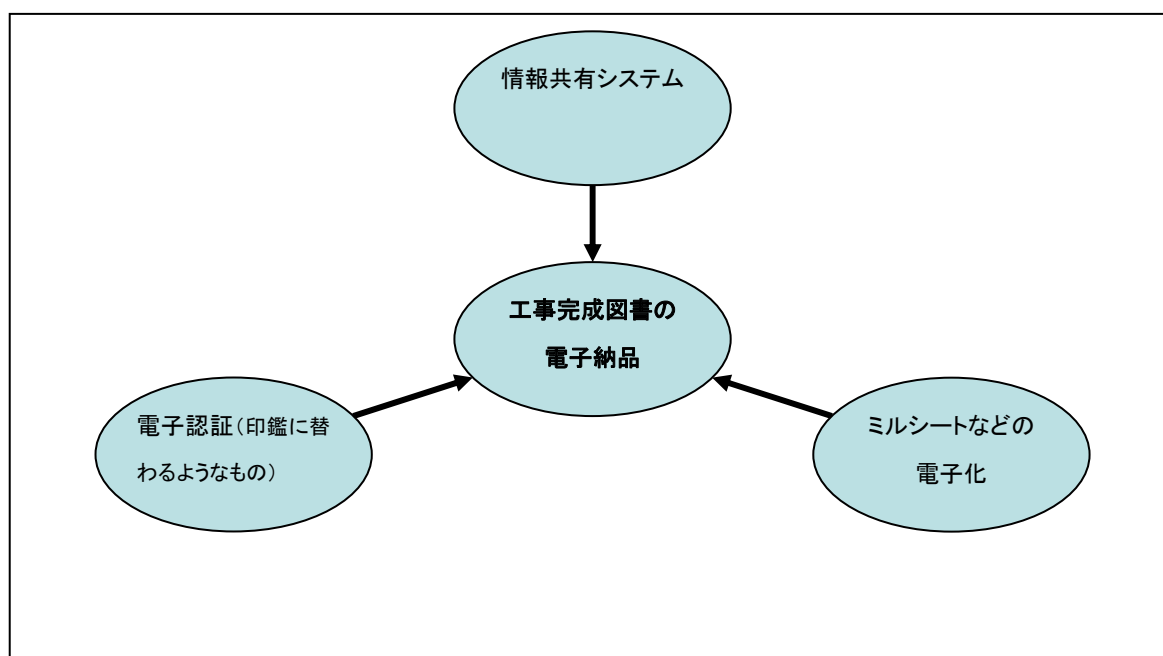 情報共有システム
工事完成図書の
電子納品
電子認証（印鑑に替
わるようなもの）
ミルシートなどの
電子化